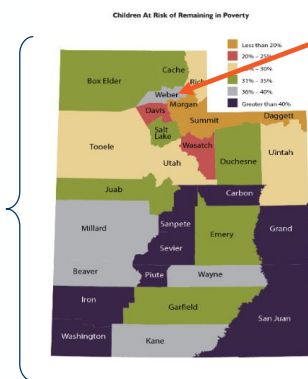 Children At Risk of Remaining in Poverty
Less than 20%
20% – 25%
– 30%
31% – 35%
36% – 40%
Greater than 40%
Box Elder
Cache
Rich
Weber
Morgan
Davis
Summit
Daggett
Salt
Lake
Tooele
Wasatch
Utah
Duchesne
Uintah
Juab
Carbon
Millard
Sanpete
Emery
Grand
Sevier
Beaver
Piute
Wayne
Iron
Garfield
San Juan
Washington
Kane